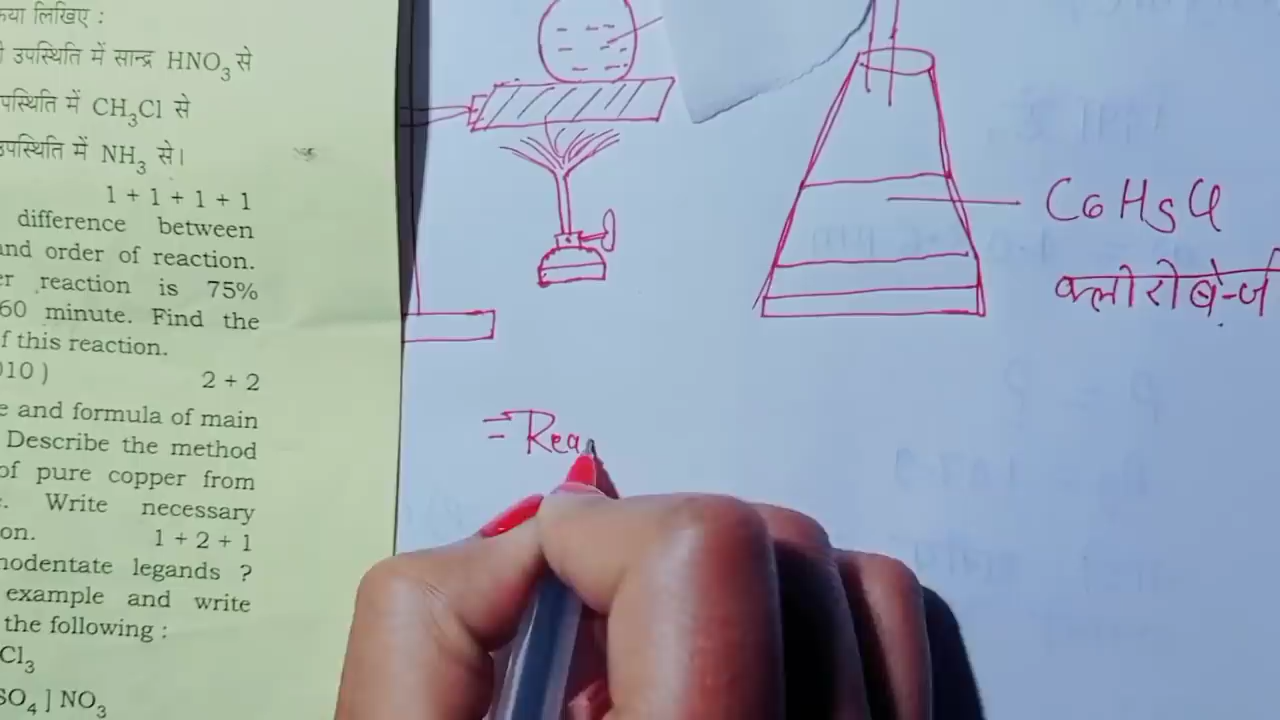 क्या लिखिए :
उपस्थिति में सान्द्र HNO₃ से
उपस्थिति में CH₃Cl से
उपस्थिति में NH₃ से।
1 + 1 + 1 + 1
difference between
and order of reaction.
reaction is 75%
60 minute. Find the
f this reaction.
010 )
2 + 2
e and formula of main
Describe the method
of pure copper from
Write necessary
on.
1 + 2 + 1
nodentate legands ?
example and write
the following :
Cl₃
SO₄ ] NO₃
C6H5Cl
क्लोरोबेन्जी
= Rea